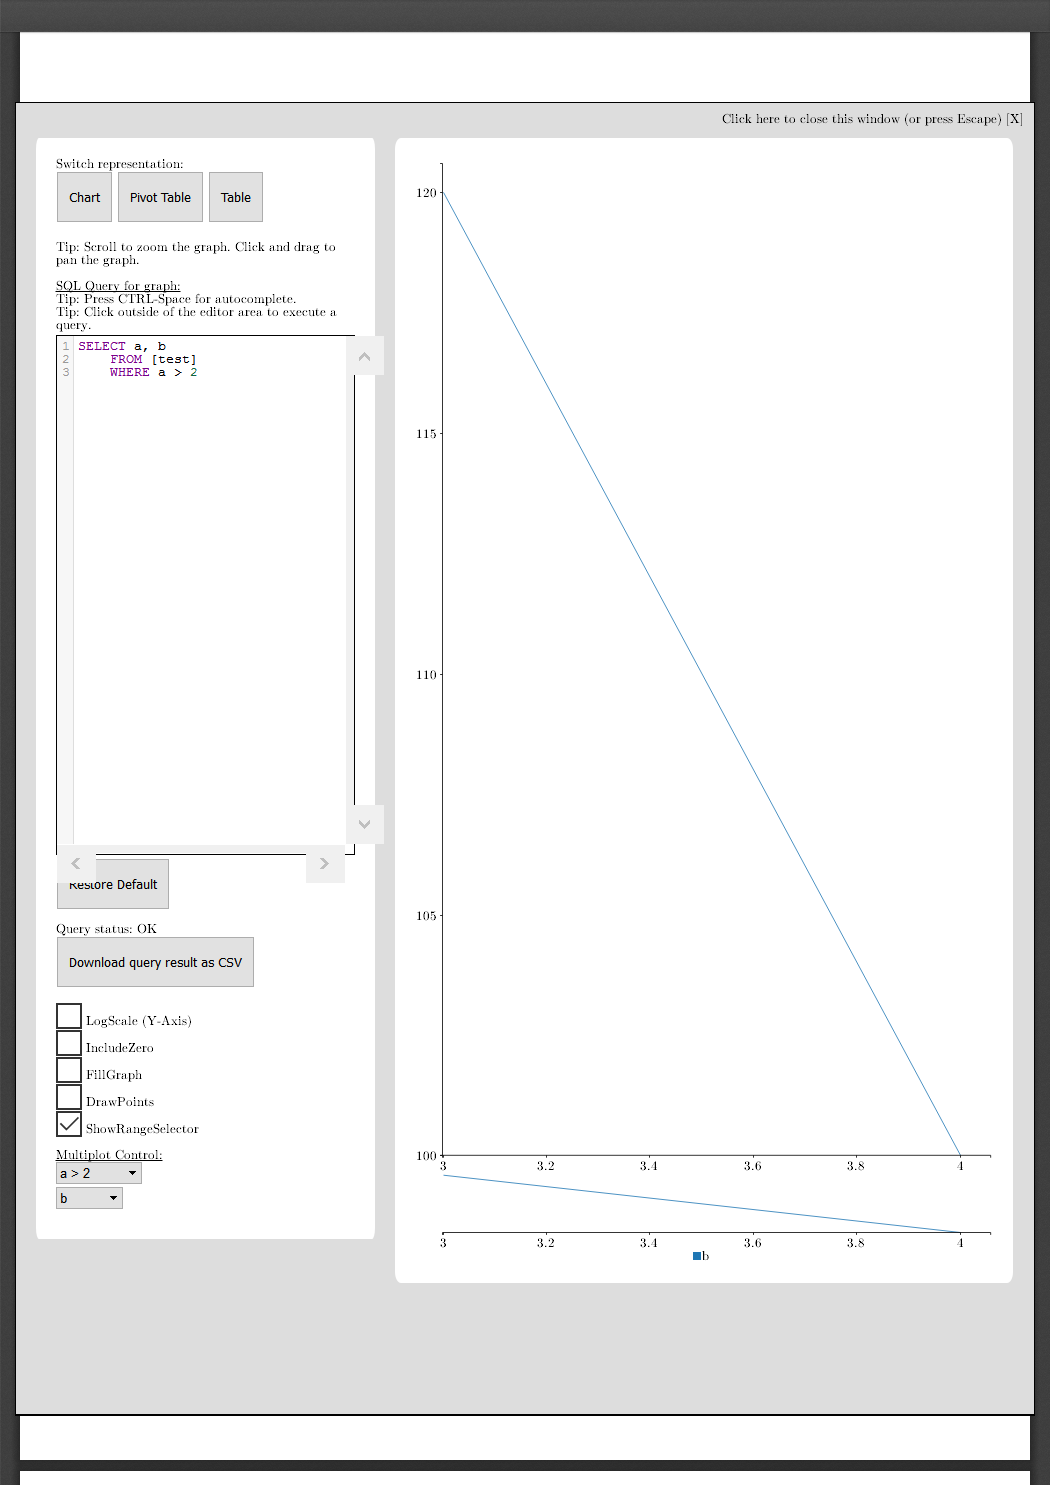 Click here to close this window (or press Escape) [X]
Switch representation:
Chart Pivot Table Table
Tip: Scroll to zoom the graph. Click and drag to
pan the graph.
SQL Query for graph:
Tip: Press CTRL-Space for autocomplete.
Tip: Click outside of the editor area to execute a
query.
1 SELECT a, b
2 FROM [test]
3 WHERE a > 2
Restore Default
Query status: OK
Download query result as CSV
LogScale (Y-Axis)
IncludeZero
FillGraph
DrawPoints
ShowRangeSelector
Multiplot Control:
a > 2
b
120
115
110
105
100
3 3.2 3.4 3.6 3.8 4
3 3.2 3.4 3.6 3.8 4
b